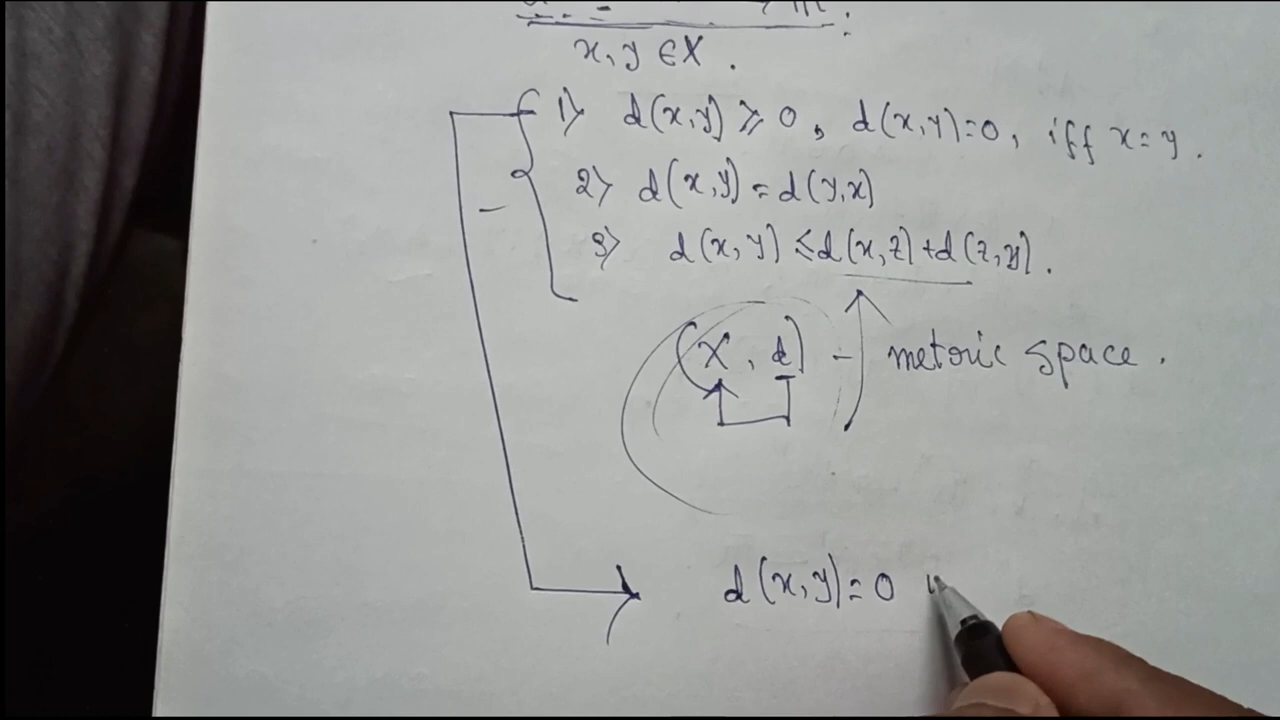 x, y ∈ X .
1) d(x,y) ≥ 0 , d(x,y)=0, iff x=y .
2) d(x,y) = d(y,x)
3) d(x,y) ≤ d(x,z) + d(z,y) .
(X, d) - metric space .
d(x,y)=0